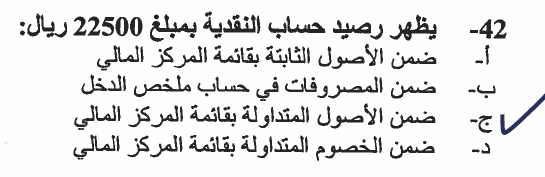 42- يظهر رصيد حساب النقدية بمبلغ 22500 ريال:
أ- ضمن الأصول الثابتة بقائمة المركز المالي
ب- ضمن المصروفات في حساب ملخص الدخل
ج- ضمن الأصول المتداولة بقائمة المركز المالي
د- ضمن الخصوم المتداولة بقائمة المركز المالي